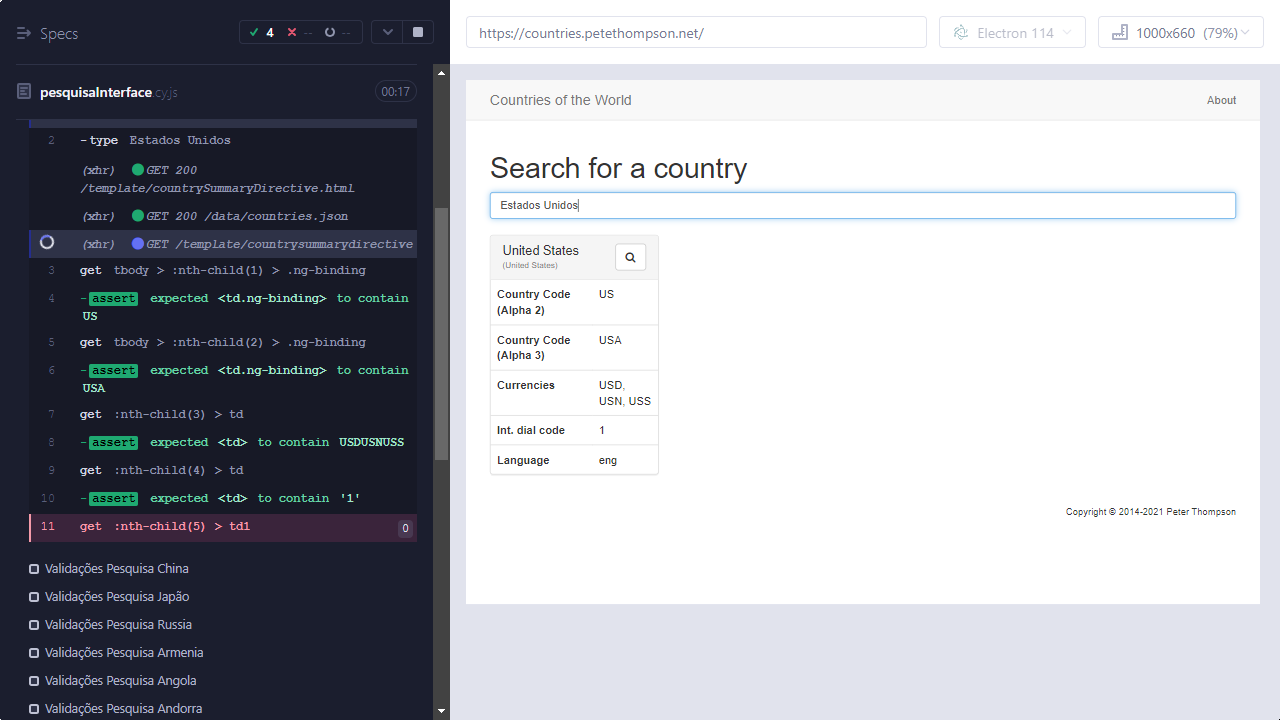 Specs
4
--
--
pesquisaInterface.cy.js
00:17
2 -type Estados Unidos
(xhr) GET 200
/template/countrySummaryDirective.html
(xhr) GET 200 /data/countries.json
(xhr) GET /template/countrysummarydirective
3 get tbody > :nth-child(1) > .ng-binding
4 -assert expected <td.ng-binding> to contain
US
5 get tbody > :nth-child(2) > .ng-binding
6 -assert expected <td.ng-binding> to contain
USA
7 get :nth-child(3) > td
8 -assert expected <td> to contain USDUSNUSS
9 get :nth-child(4) > td
10 -assert expected <td> to contain '1'
11 get :nth-child(5) > td1 0
Validações Pesquisa China
Validações Pesquisa Japão
Validações Pesquisa Russia
Validações Pesquisa Armenia
Validações Pesquisa Angola
Validações Pesquisa Andorra
https://countries.petethompson.net/
Electron 114
1000x660 (79%)
Countries of the World
About
Search for a country
Estados Unidos
United States
(United States)
Country Code US
(Alpha 2)
Country Code USA
(Alpha 3)
Currencies USD,
USN, USS
Int. dial code 1
Language eng
Copyright © 2014-2021 Peter Thompson